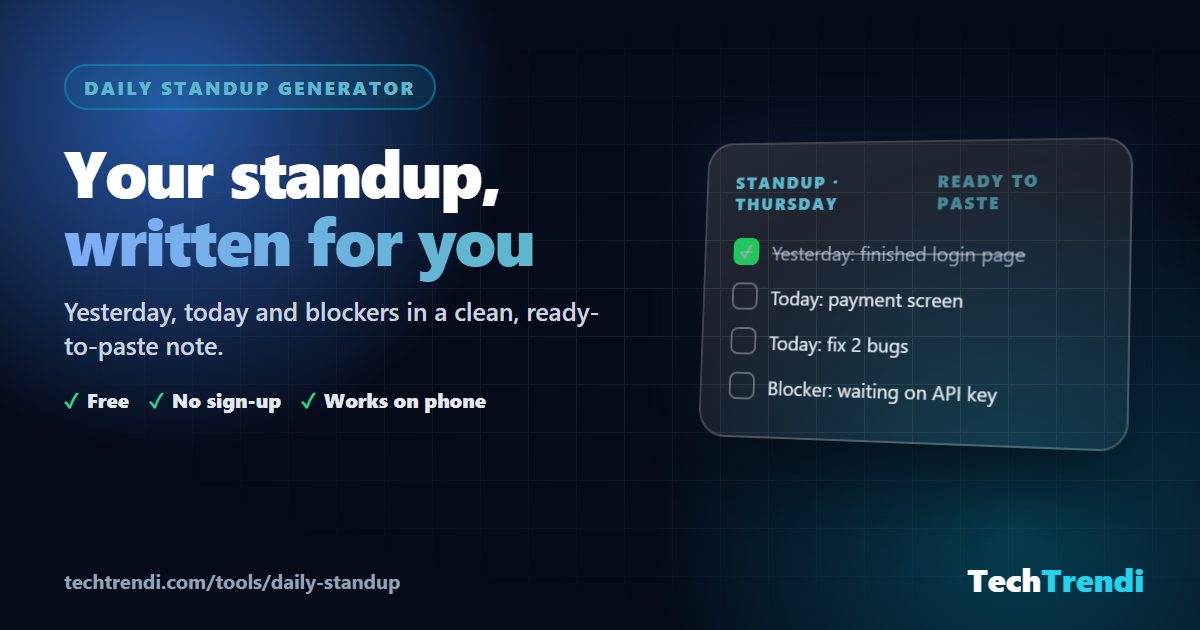 DAILY STANDUP GENERATOR
Your standup,
written for you
Yesterday, today and blockers in a clean, ready-
to-paste note.
✓ Free ✓ No sign-up ✓ Works on phone
STANDUP ·
THURSDAY
READY TO
PASTE
Yesterday: finished login page
Today: payment screen
Today: fix 2 bugs
Blocker: waiting on API key
techtrendi.com/tools/daily-standup
TechTrendi